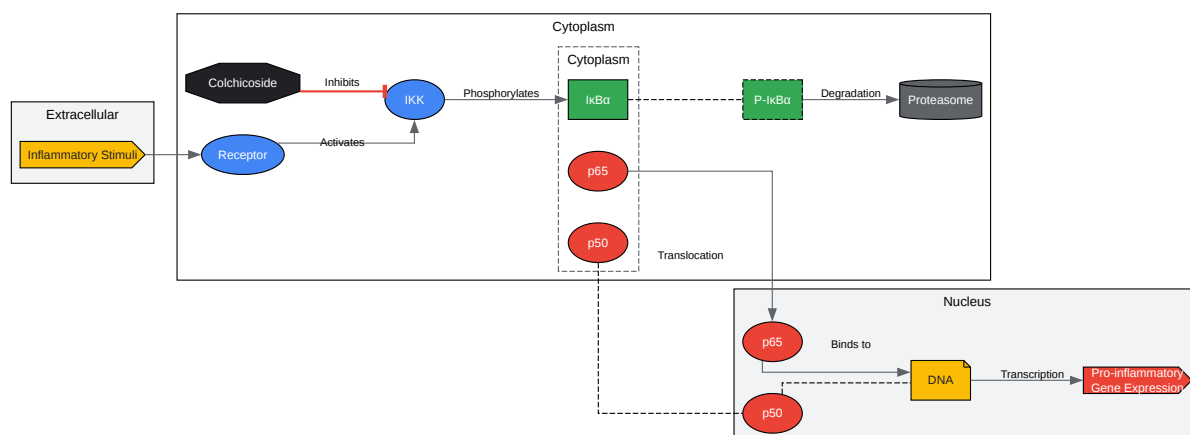 Cytoplasm
Cytoplasm
Colchicoside
Inhibits
IKK
Phosphorylates
IκBα
P-IκBα
Degradation
Proteasome
Extracellular
Inflammatory Stimuli
Receptor
Activates
p65
p50
Translocation
Nucleus
p65
Binds to
DNA
Transcription
Pro-inflammatory
Gene Expression
p50